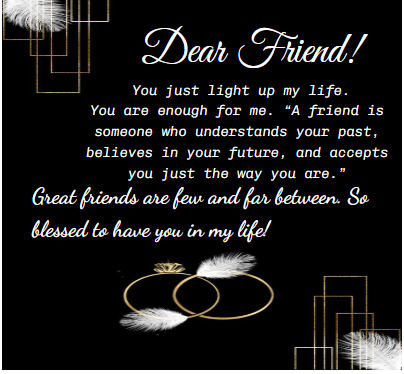 Dear Friend!
You just light up my life.
You are enough for me. “A friend is
someone who understands your past,
believes in your future, and accepts
you just the way you are.”
Great friends are few and far between. So
blessed to have you in my life!